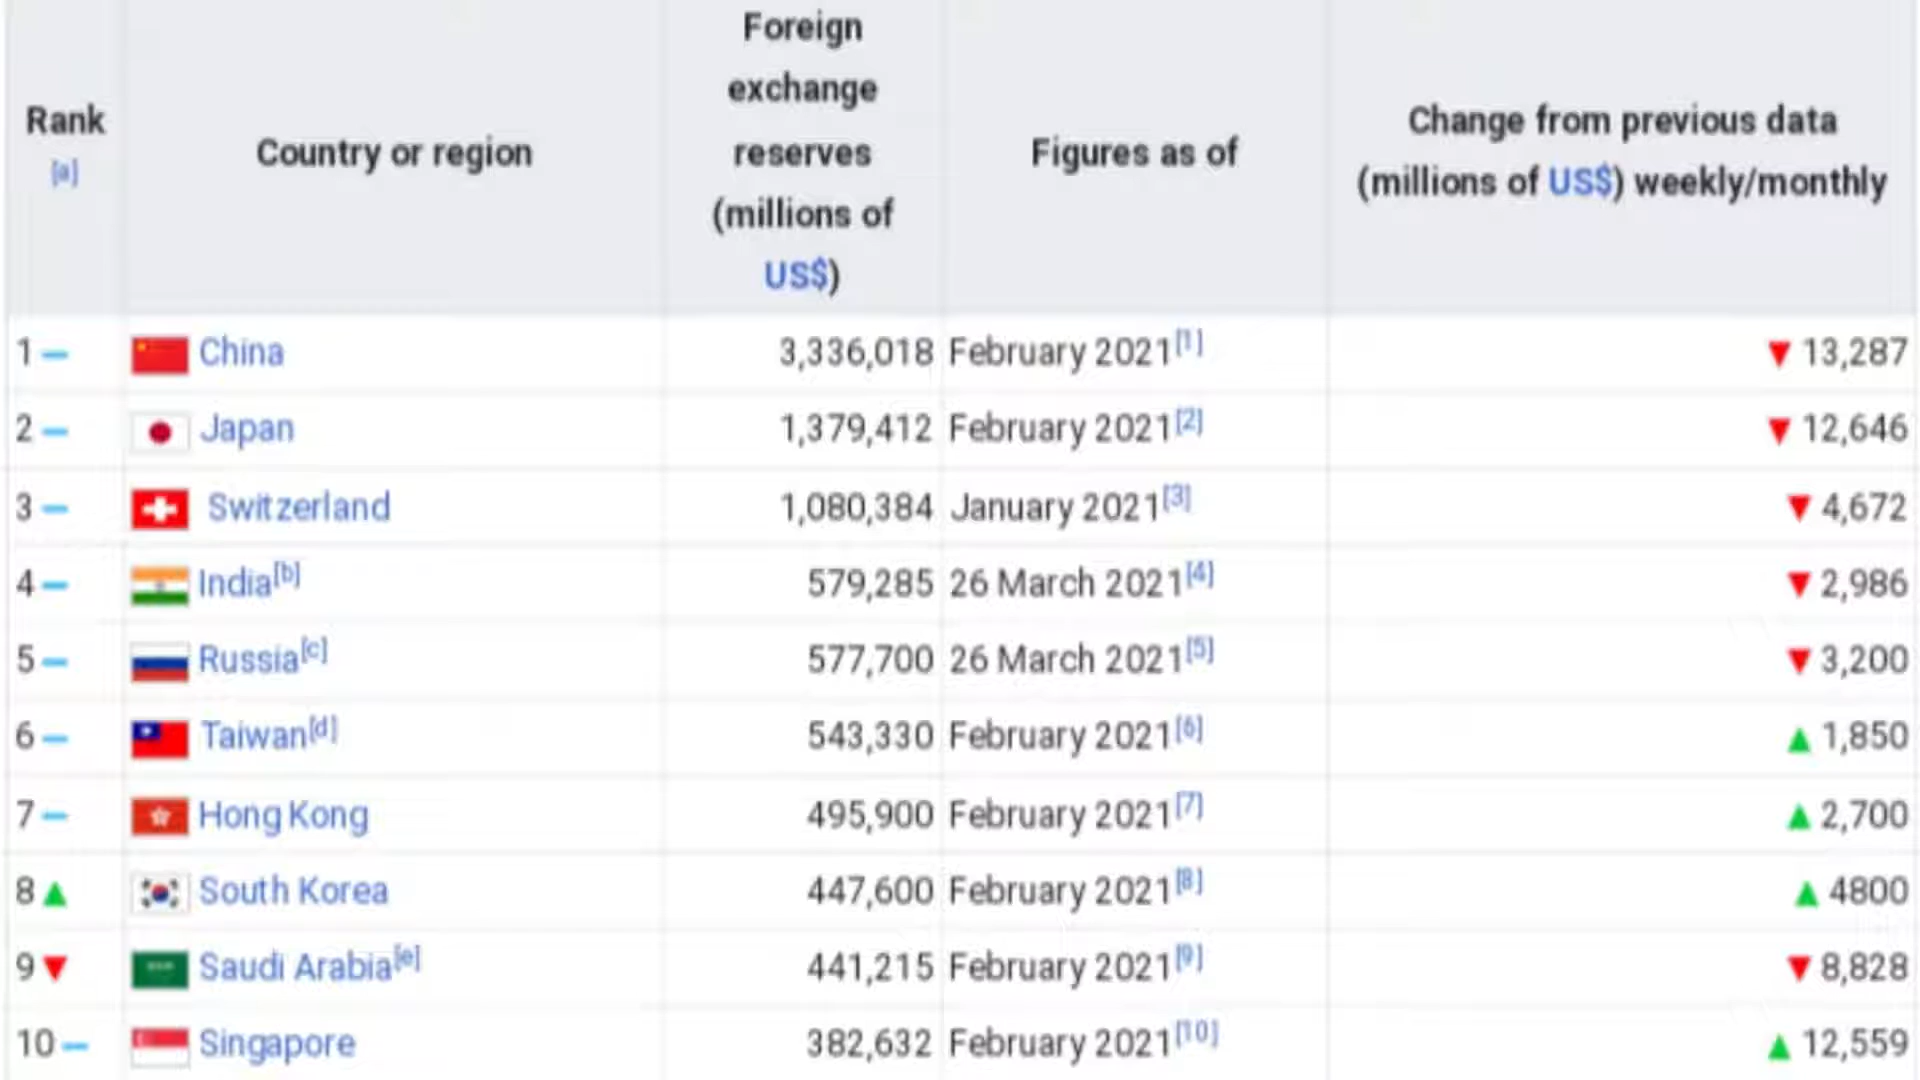 Rank
[a]
Country or region
Foreign
exchange
reserves
(millions of
US$)
Figures as of
Change from previous data
(millions of US$) weekly/monthly
1 China 3,336,018 February 2021[1] 13,287
2 Japan 1,379,412 February 2021[2] 12,646
3 Switzerland 1,080,384 January 2021[3] 4,672
4 India[b] 579,285 26 March 2021[4] 2,986
5 Russia[c] 577,700 26 March 2021[5] 3,200
6 Taiwan[d] 543,330 February 2021[6] 1,850
7 Hong Kong 495,900 February 2021[7] 2,700
8 South Korea 447,600 February 2021[8] 4800
9 Saudi Arabia[e] 441,215 February 2021[9] 8,828
10 Singapore 382,632 February 2021[10] 12,559